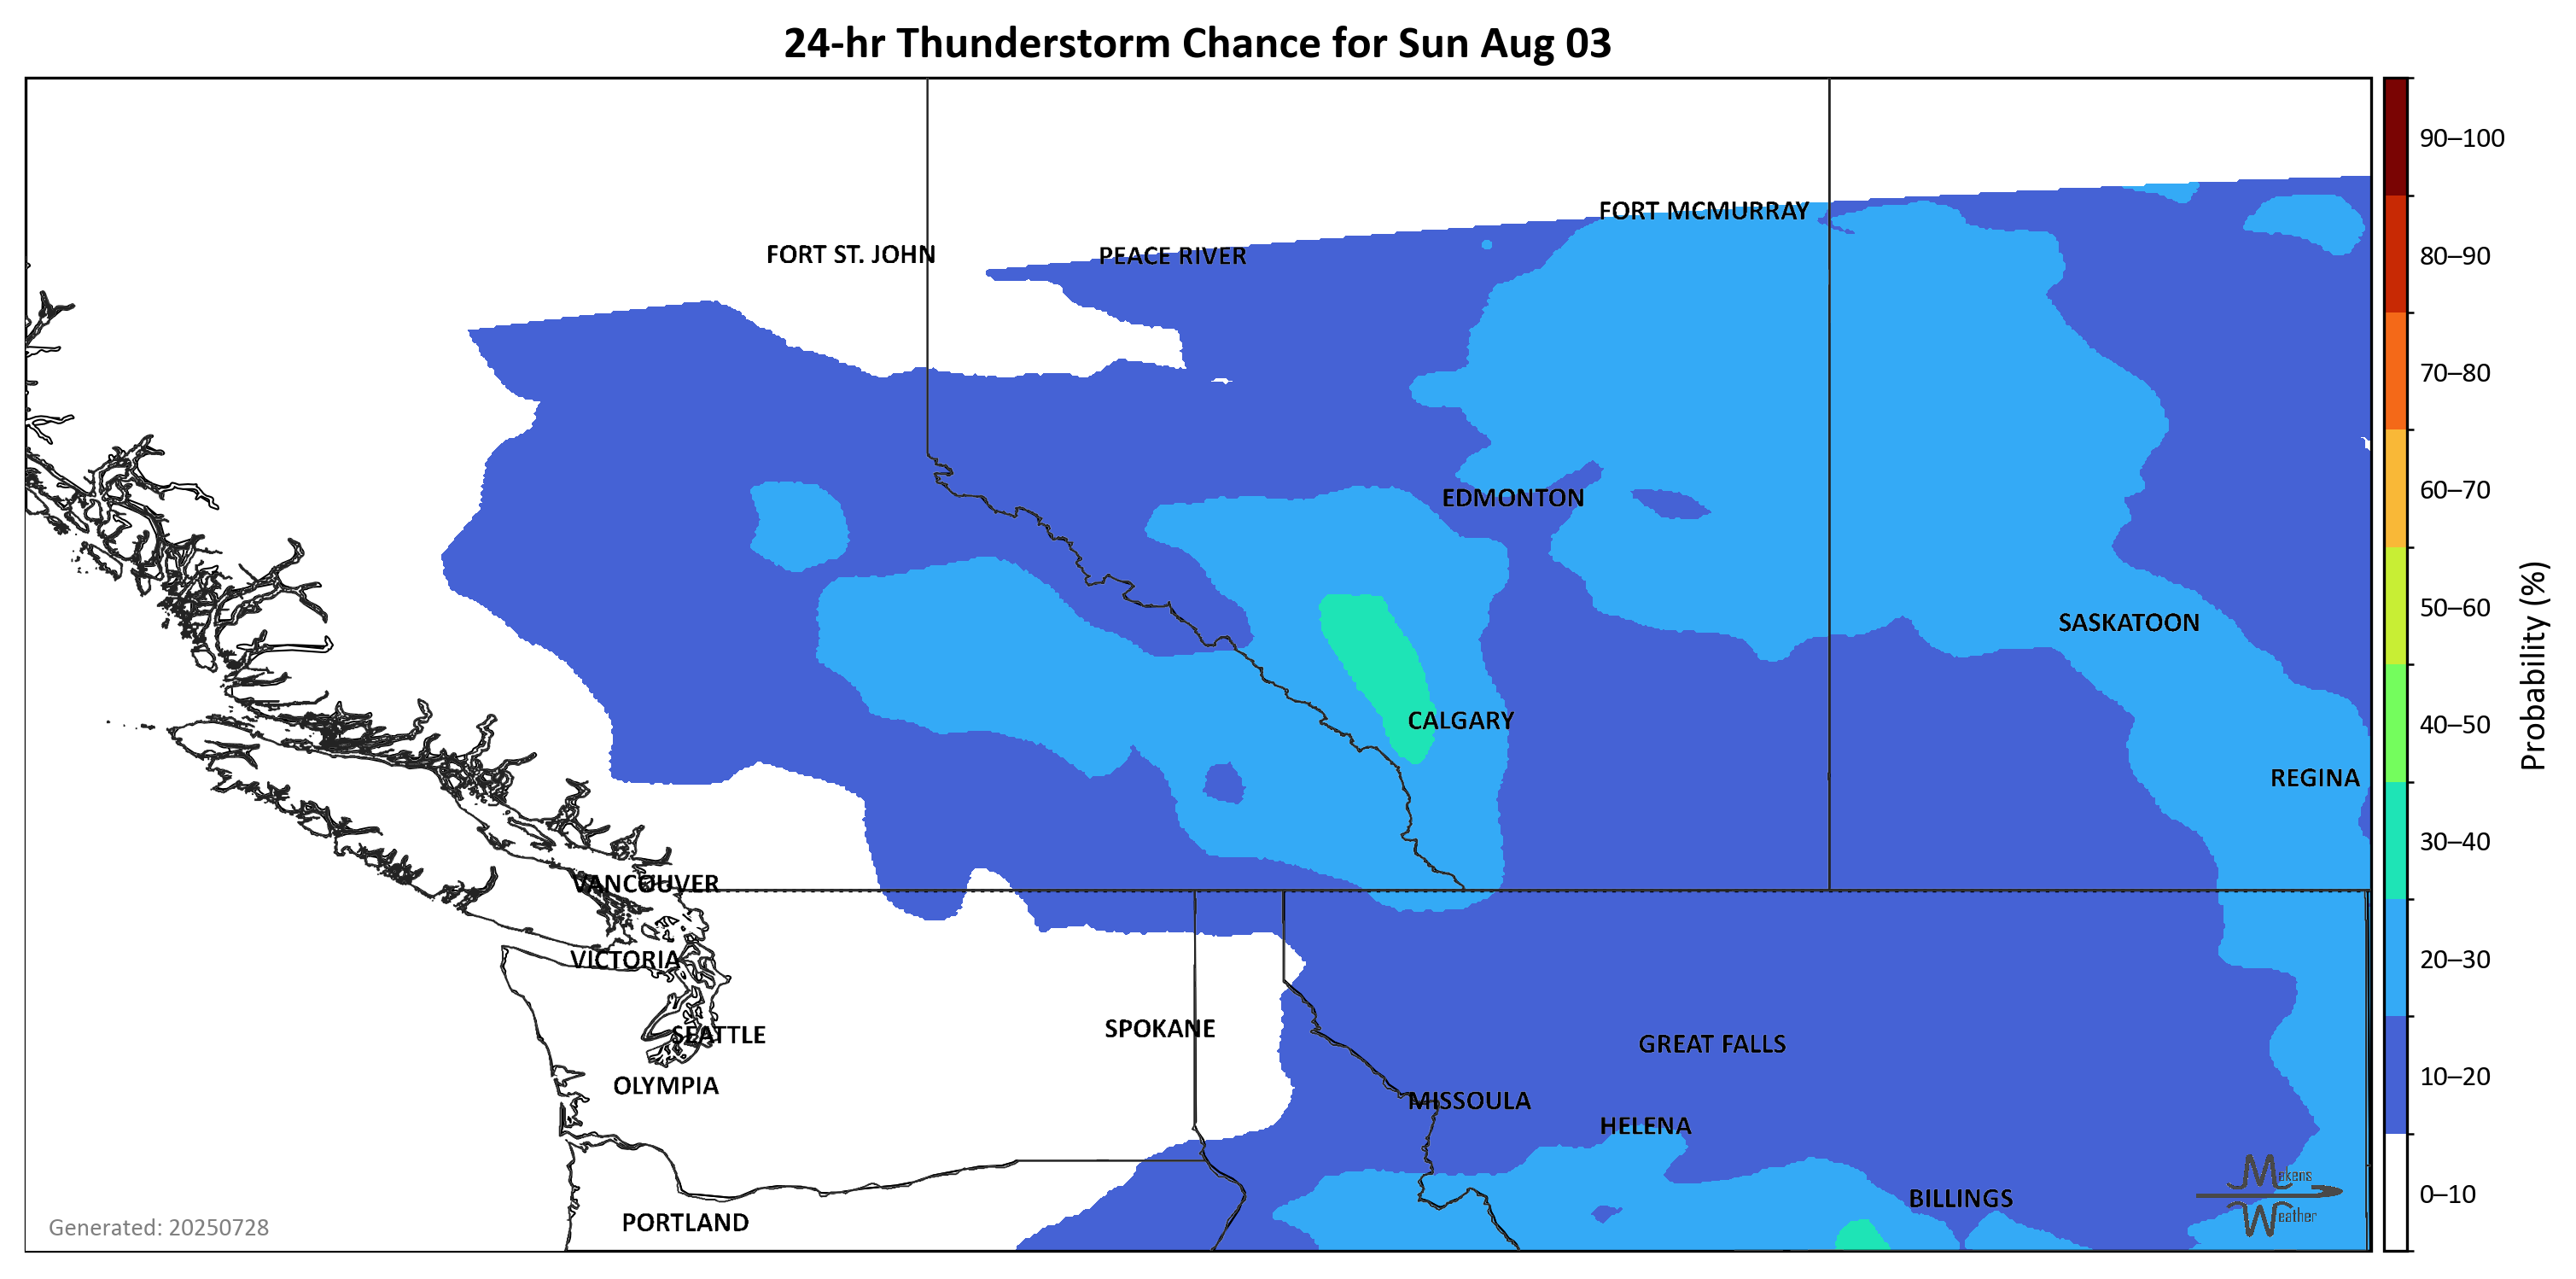 24-hr Thunderstorm Chance for Sun Aug 03
90–100
FORT MCMURRAY
FORT ST. JOHN
PEACE RIVER
80–90
70–80
60–70
EDMONTON
50–60
SASKATOON
Probability (%)
CALGARY
40–50
REGINA
30–40
VANCOUVER
VICTORIA
20–30
SPOKANE
SEATTLE
GREAT FALLS
10–20
OLYMPIA
MISSOULA
HELENA
Mekens
Weather
0–10
BILLINGS
PORTLAND
Generated: 20250728